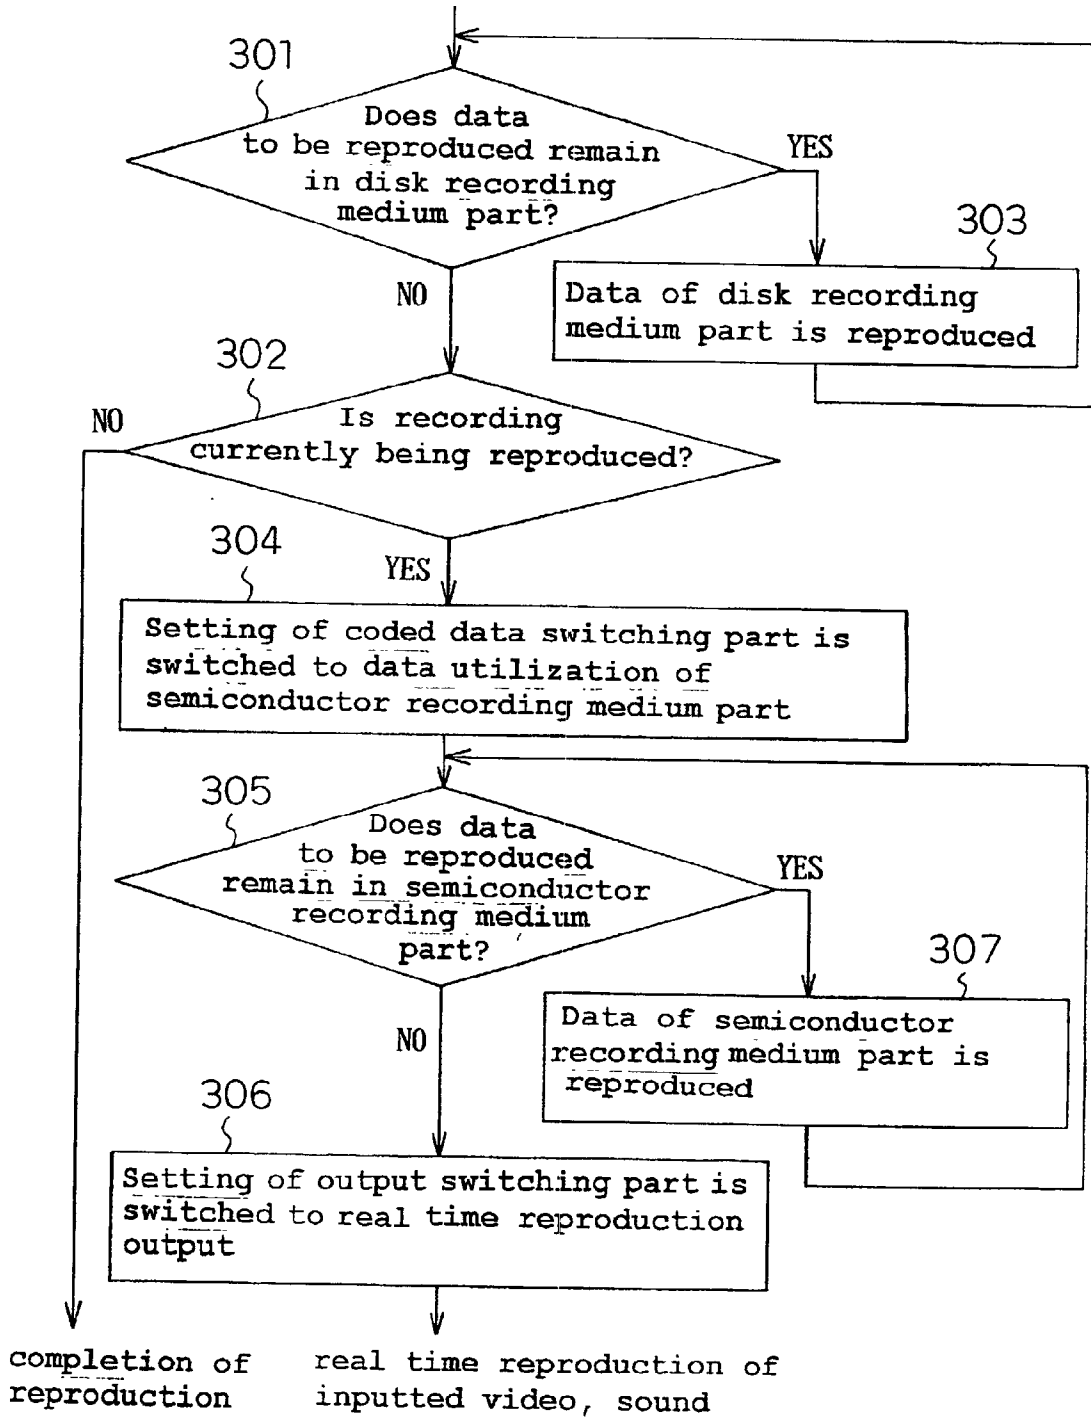 301
Does data
to be reproduced remain
in disk recording
medium part?
YES
303
Data of disk recording
medium part is reproduced
NO
302
Is recording
currently being reproduced?
NO
YES
304
Setting of coded data switching part is
switched to data utilization of
semiconductor recording medium part
305
Does data
to be reproduced
remain in semiconductor
recording medium
part?
YES
307
Data of semiconductor
recording medium part is
reproduced
NO
306
Setting of output switching part is
switched to real time reproduction
output
completion of
reproduction
real time reproduction of
inputted video, sound